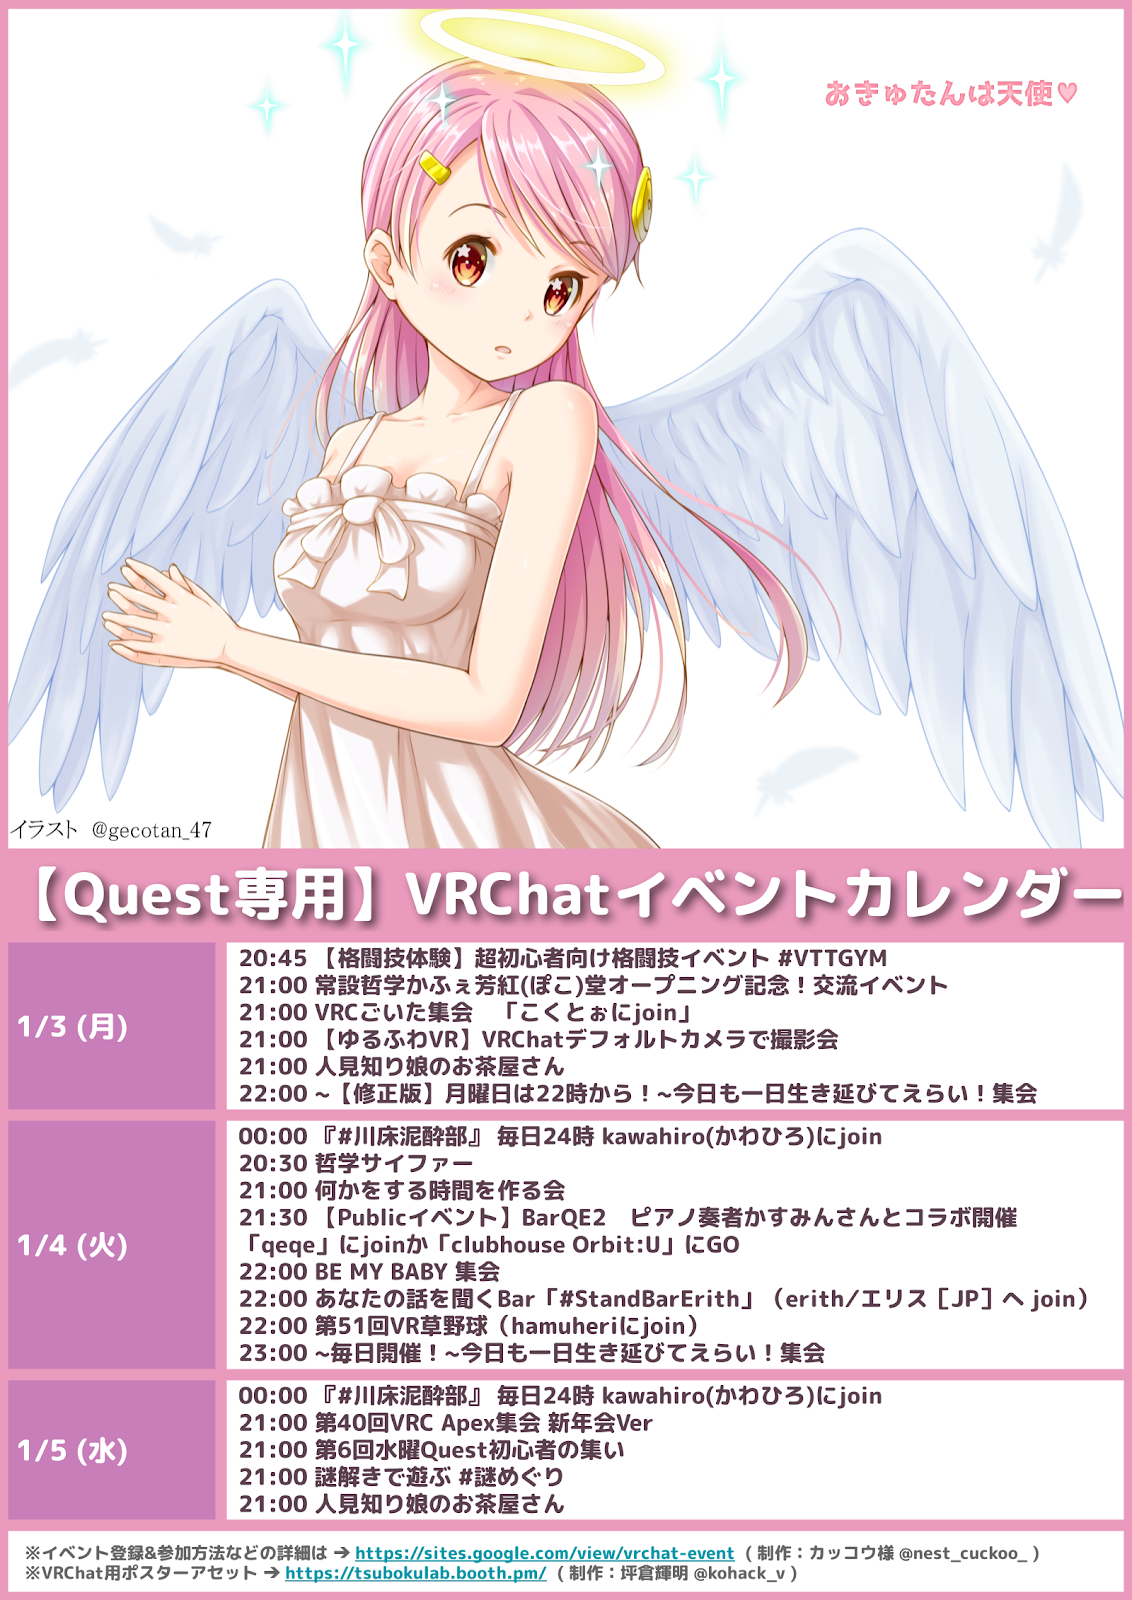 おきゅたんは天使♥
イラスト @gecotan_47
【Quest専用】VRChatイベントカレンダー
1/3 (月)
20:45 【格闘技体験】超初心者向け格闘技イベント #VTTGYM
21:00 常設哲学かふぇ芳紅(ぽこ)堂オープニング記念！交流イベント
21:00 VRCごいた集会　「こくとぉにjoin」
21:00 【ゆるふわVR】VRChatデフォルトカメラで撮影会
21:00 人見知り娘のお茶屋さん
22:00 ~【修正版】月曜日は22時から！~今日も一日生き延びてえらい！集会
1/4 (火)
00:00 『#川床泥酔部』 毎日24時 kawahiro(かわひろ)にjoin
20:30 哲学サイファー
21:00 何かをする時間を作る会
21:30 【Publicイベント】BarQE2　ピアノ奏者かすみんさんとコラボ開催
「qeqe」にjoinか「clubhouse Orbit:U」にGO
22:00 BE MY BABY 集会
22:00 あなたの話を聞くBar「#StandBarErith」（erith/エリス［JP］へ join）
22:00 第51回VR草野球（hamuheriにjoin）
23:00 ~毎日開催！~今日も一日生き延びてえらい！集会
1/5 (水)
00:00 『#川床泥酔部』 毎日24時 kawahiro(かわひろ)にjoin
21:00 第40回VRC Apex集会 新年会Ver
21:00 第6回水曜Quest初心者の集い
21:00 謎解きで遊ぶ #謎めぐり
21:00 人見知り娘のお茶屋さん
※イベント登録&参加方法などの詳細は → https://sites.google.com/view/vrchat-event ( 制作：カッコウ様 @nest_cuckoo_ )
※VRChat用ポスターアセット → https://tsubokulab.booth.pm/ ( 制作：坪倉輝明 @kohack_v )